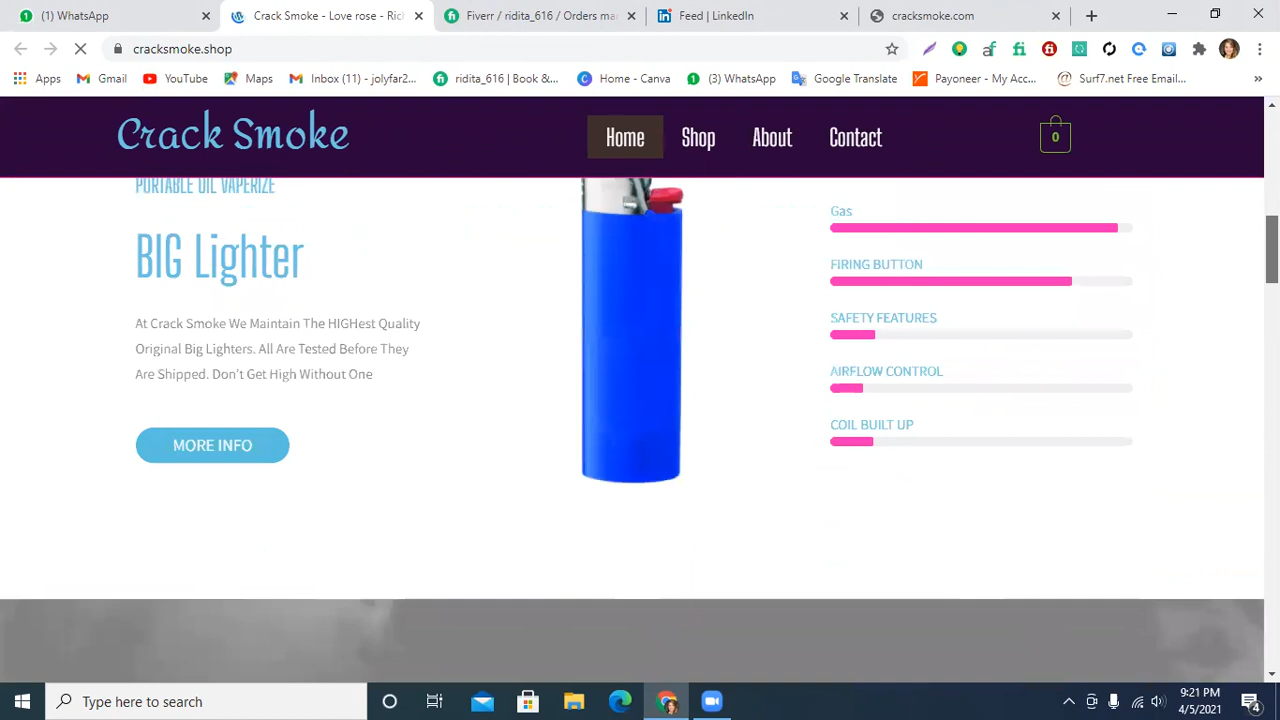 (1) WhatsApp
Crack Smoke - Love rose - Rich
Fiverr / ridita_616 / Orders ma
Feed | LinkedIn
cracksmoke.com
cracksmoke.shop
Apps
Gmail
YouTube
Maps
Inbox (11) - jolyfar2...
ridita_616 | Book &...
Home - Canva
(3) WhatsApp
Google Translate
Payoneer - My Acc...
Surf7.net Free Email...
»
Crack Smoke
Home
Shop
About
Contact
0
PORTABLE OIL VAPERIZE
BIG Lighter
At Crack Smoke We Maintain The HIGHest Quality
Original Big Lighters. All Are Tested Before They
Are Shipped. Don't Get High Without One
MORE INFO
Gas
FIRING BUTTON
SAFETY FEATURES
AIRFLOW CONTROL
COIL BUILT UP
Type here to search
9:21 PM
4/5/2021
4